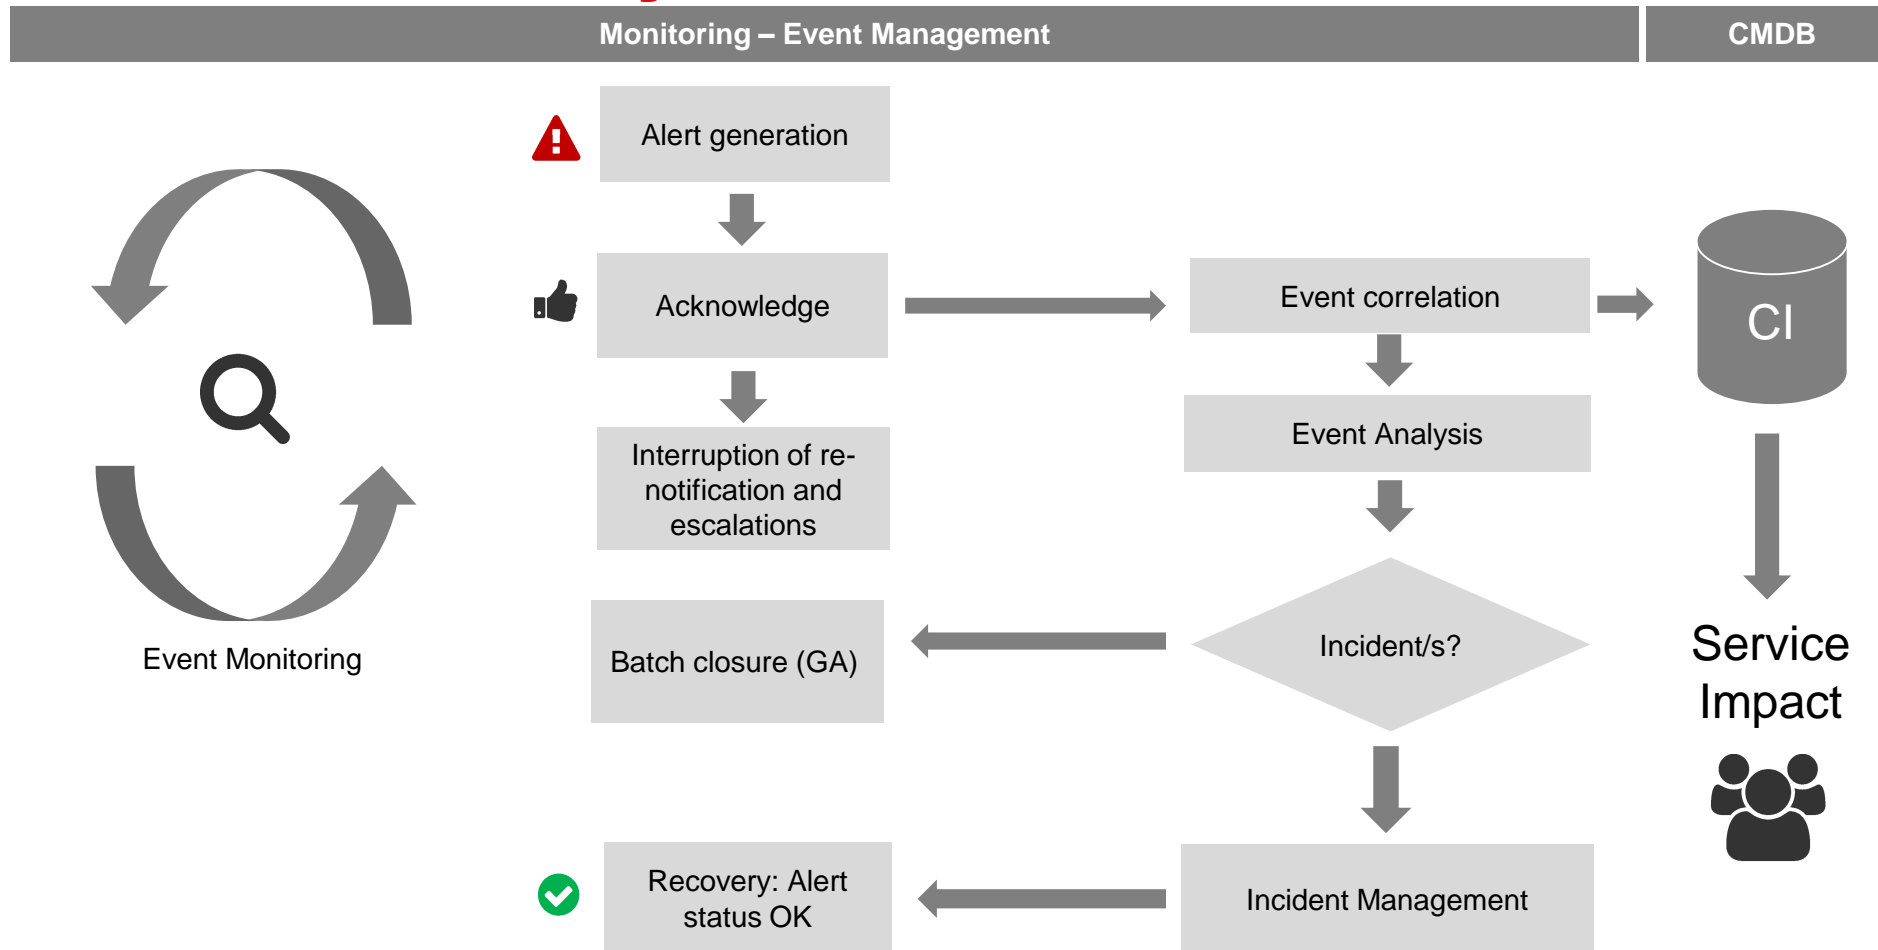 Monitoring – Event Management
CMDB
Alert generation
Acknowledge
Event correlation
CI
Interruption of re-
notification and
escalations
Event Analysis
Event Monitoring
Batch closure (GA)
Incident/s?
Service
Impact
Recovery: Alert
status OK
Incident Management